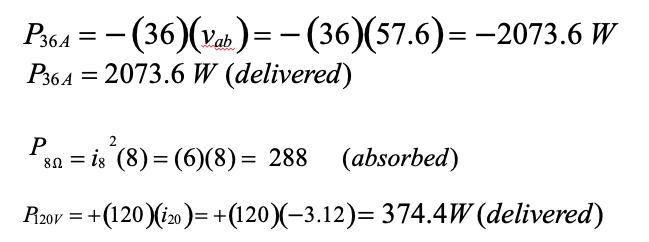 P36A = −(36)(vab) = −(36)(57.6) = −2073.6 W
P36A = 2073.6 W (delivered)
P8Ω = i8²(8) = (6)(8) = 288 (absorbed)
P120V = +(120)(i20) = +(120)(−3.12) = 374.4W (delivered)